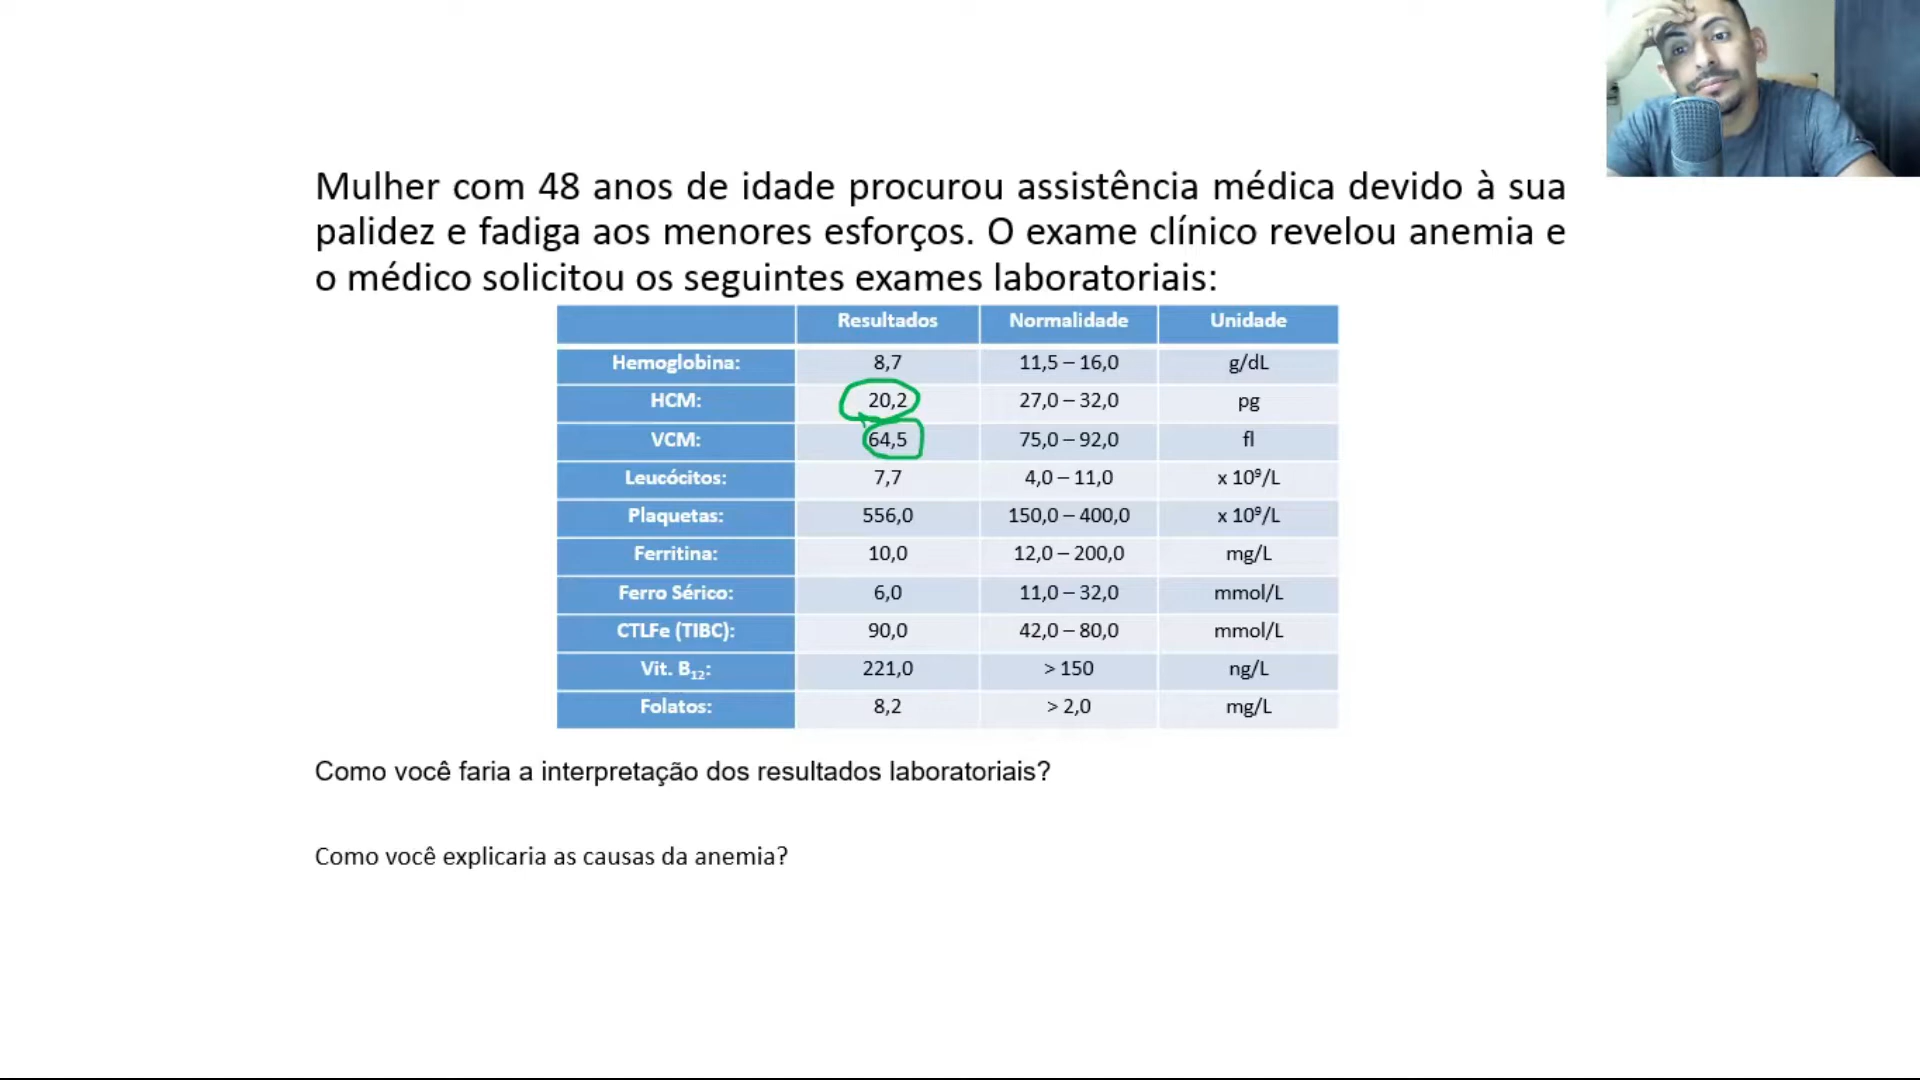 Mulher com 48 anos de idade procurou assistência médica devido à sua
palidez e fadiga aos menores esforços. O exame clínico revelou anemia e
o médico solicitou os seguintes exames laboratoriais:
Resultados Normalidade Unidade
Hemoglobina: 8,7 11,5 – 16,0 g/dL
HCM: 20,2 27,0 – 32,0 pg
VCM: 64,5 75,0 – 92,0 fl
Leucócitos: 7,7 4,0 – 11,0 x 10⁹/L
Plaquetas: 556,0 150,0 – 400,0 x 10⁹/L
Ferritina: 10,0 12,0 – 200,0 mg/L
Ferro Sérico: 6,0 11,0 – 32,0 mmol/L
CTLFe (TIBC): 90,0 42,0 – 80,0 mmol/L
Vit. B₁₂: 221,0 > 150 ng/L
Folatos: 8,2 > 2,0 mg/L
Como você faria a interpretação dos resultados laboratoriais?
Como você explicaria as causas da anemia?